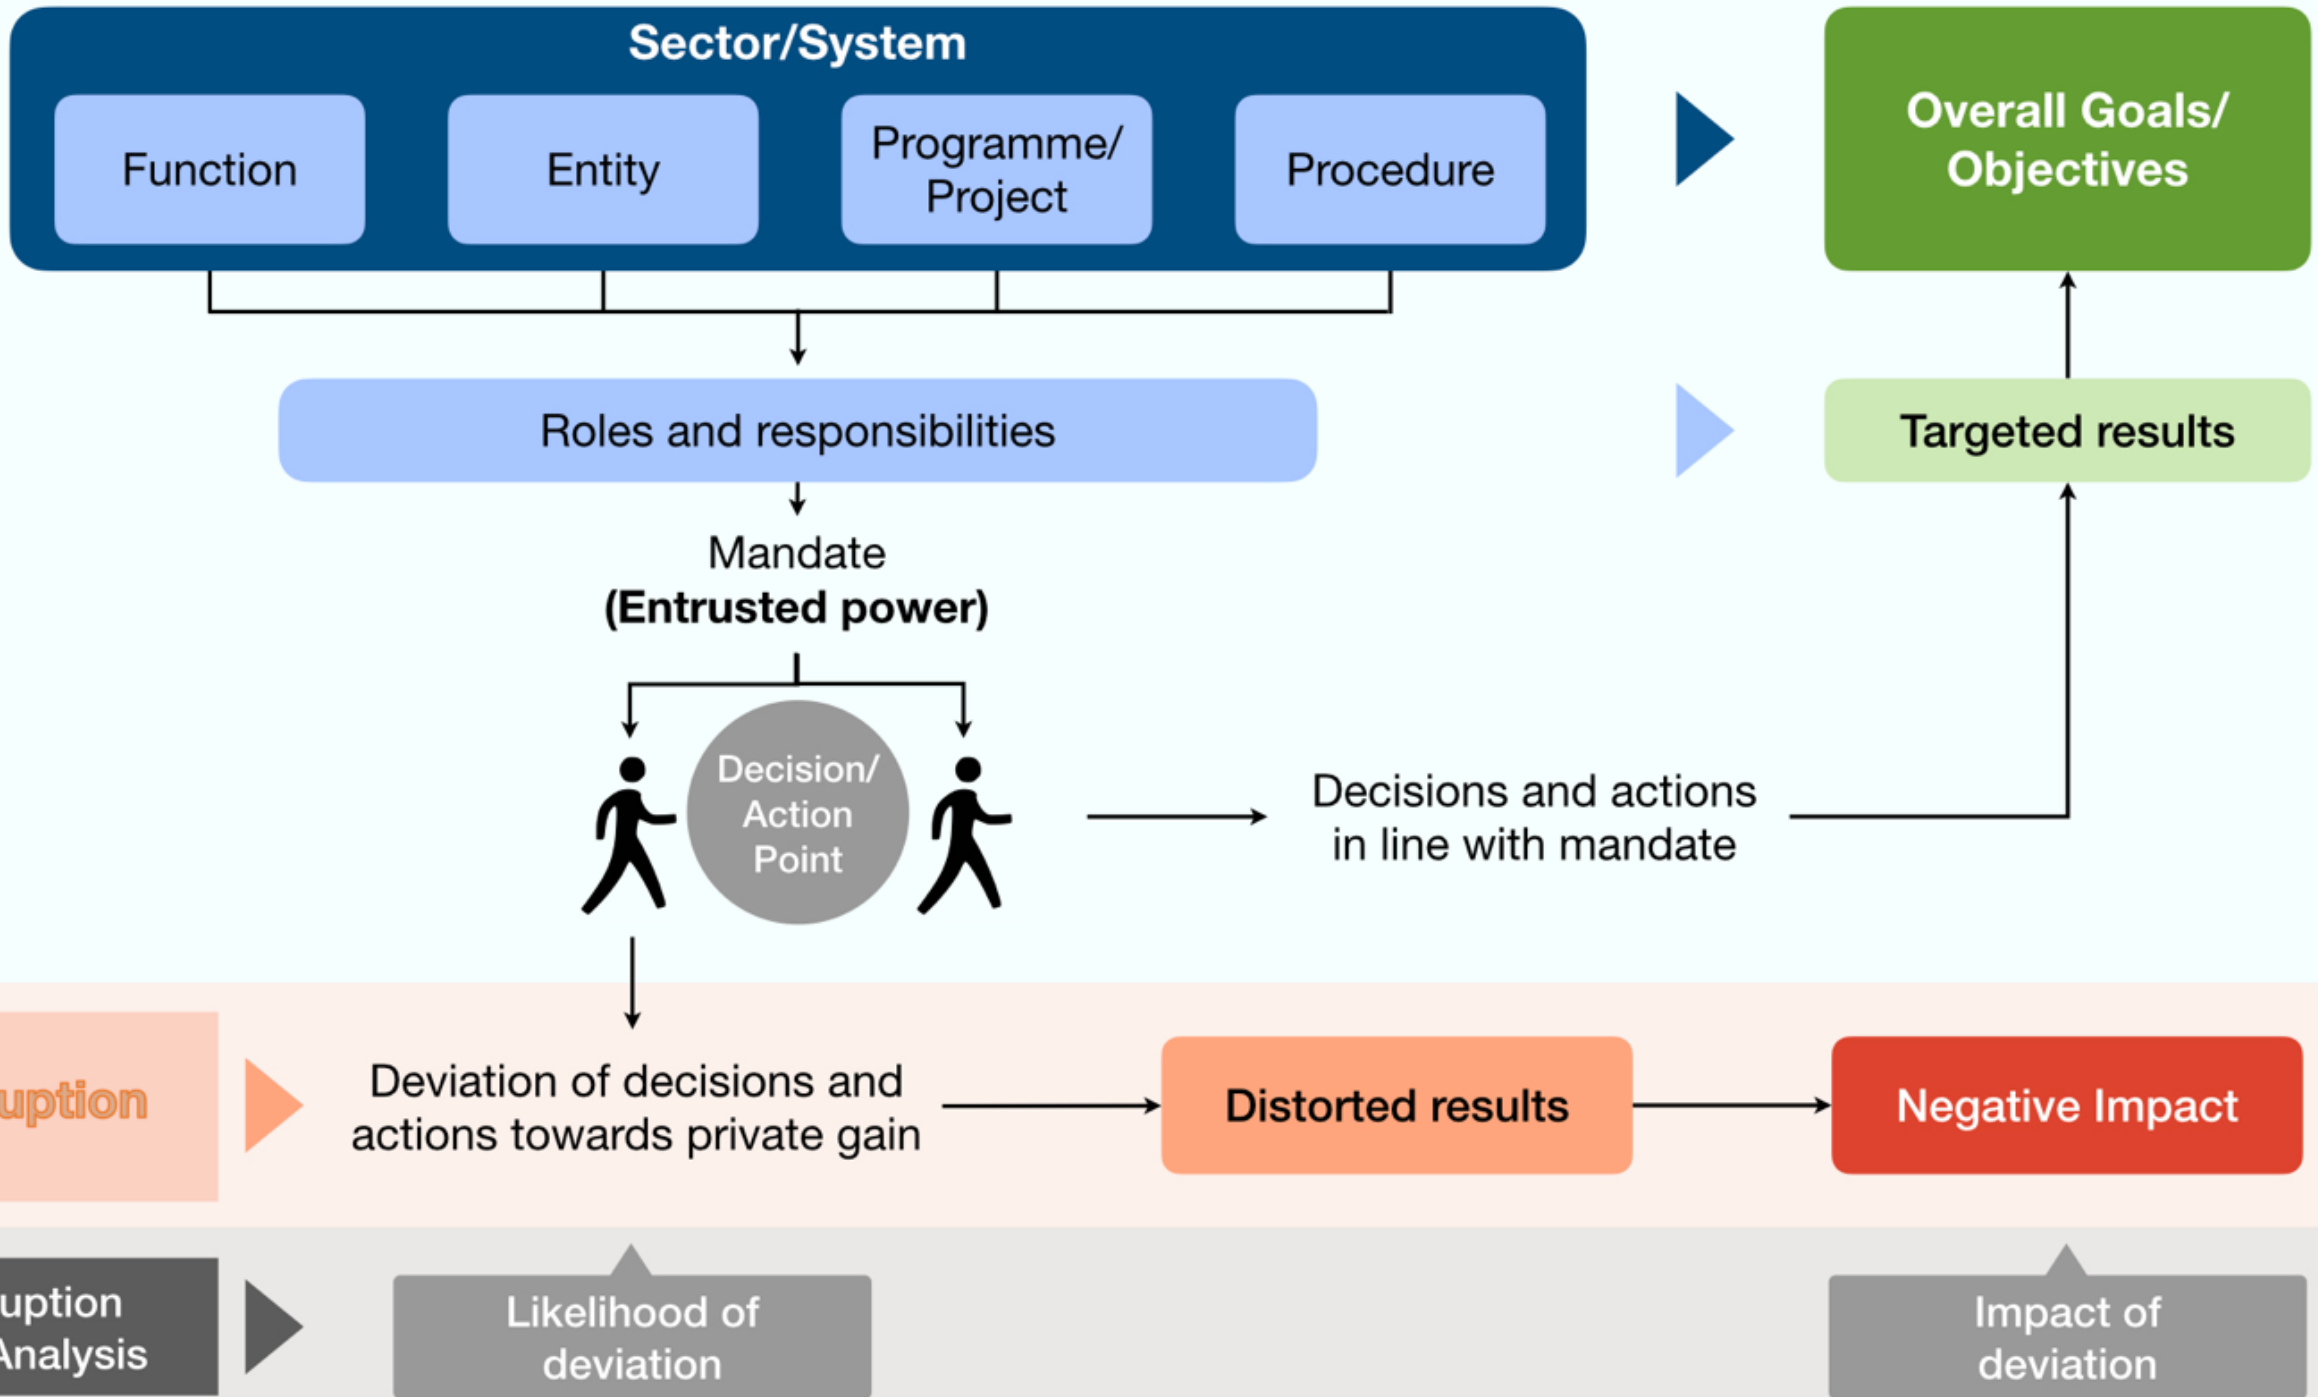 Sector/System
Function
Entity
Programme/
Project
Procedure
Overall Goals/
Objectives
Roles and responsibilities
Targeted results
Mandate
(Entrusted power)
Decision/
Action
Point
Decisions and actions
in line with mandate
uption
Deviation of decisions and
actions towards private gain
Distorted results
Negative Impact
uption
Analysis
Likelihood of
deviation
Impact of
deviation